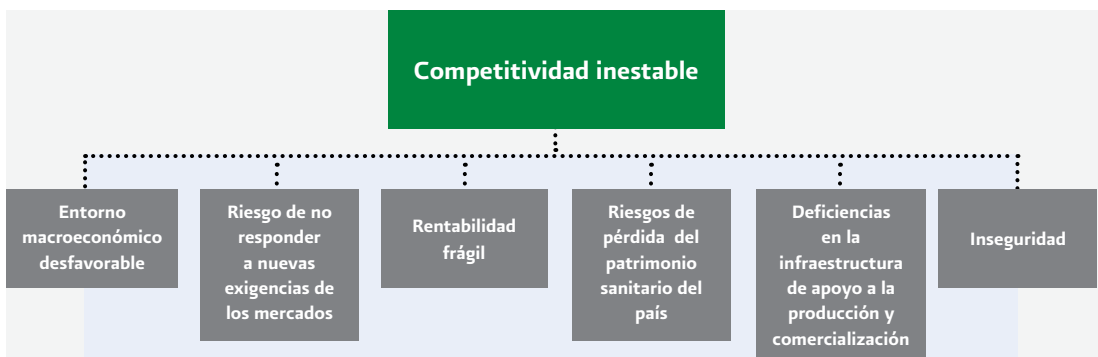 Competitividad inestable
Entorno
macroeconómico
desfavorable
Riesgo de no
responder
a nuevas
exigencias de
los mercados
Rentabilidad
frágil
Riesgos de
pérdida del
patrimonio
sanitario del
país
Deficiencias
en la
infraestructura
de apoyo a la
producción y
comercialización
Inseguridad